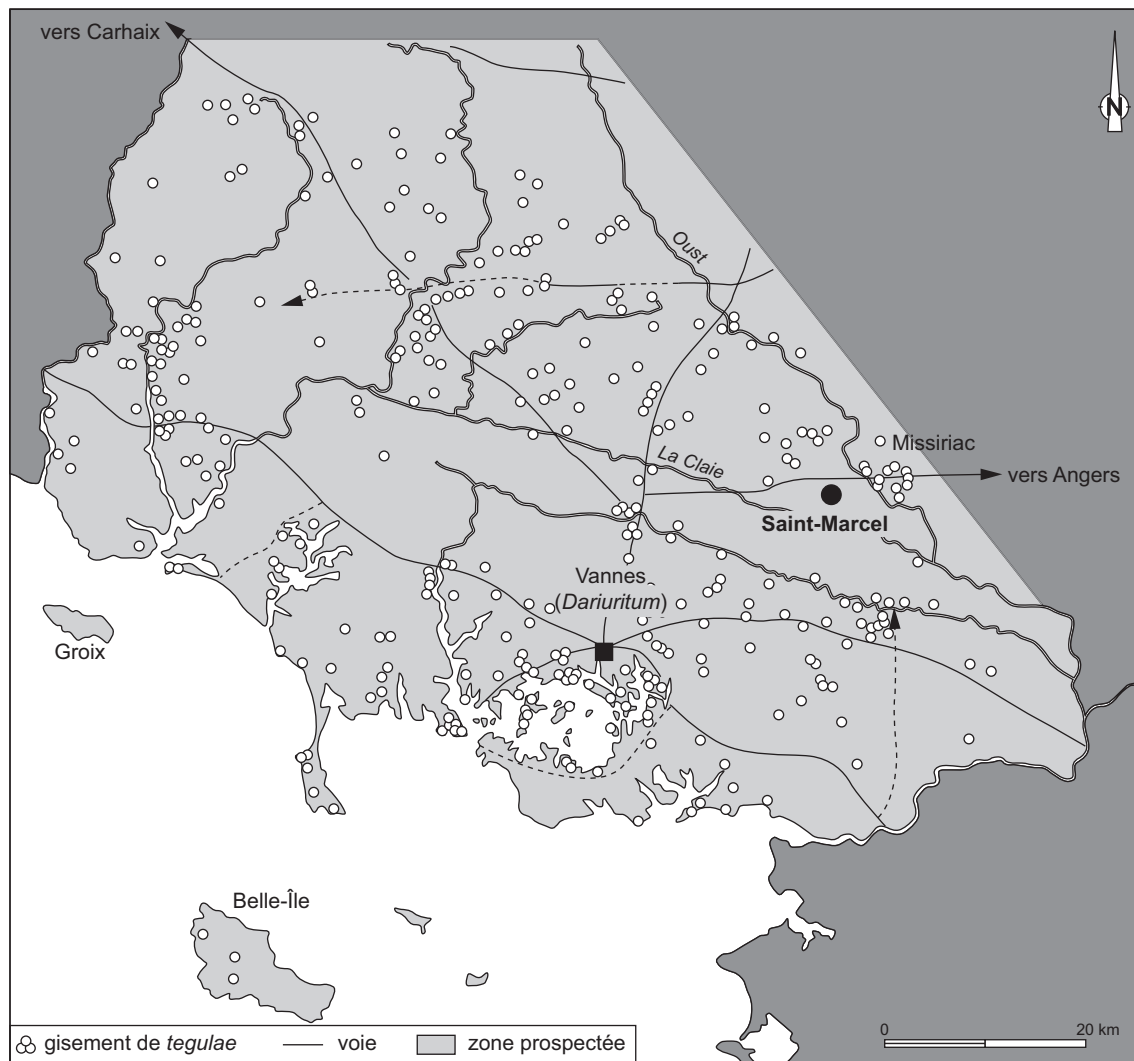 vers Carhaix
N
Oust
Missiriac
La Claie
vers Angers
Saint-Marcel
Vannes
(Dariuritum)
Groix
Belle-Île
gisement de tegulae
voie
zone prospectée
0
20 km